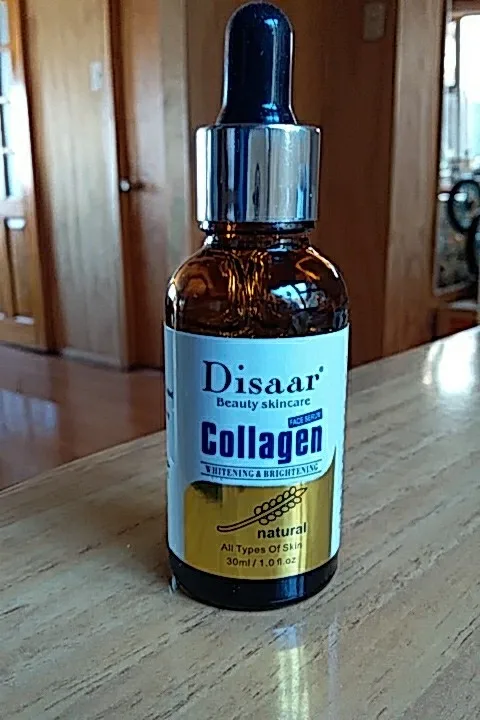 Disaar
Beauty skincare
FACE SERUM
Collagen
WHITENING & BRIGHTENING
natural
All Types Of Skin
30ml / 1.0 fl.oz